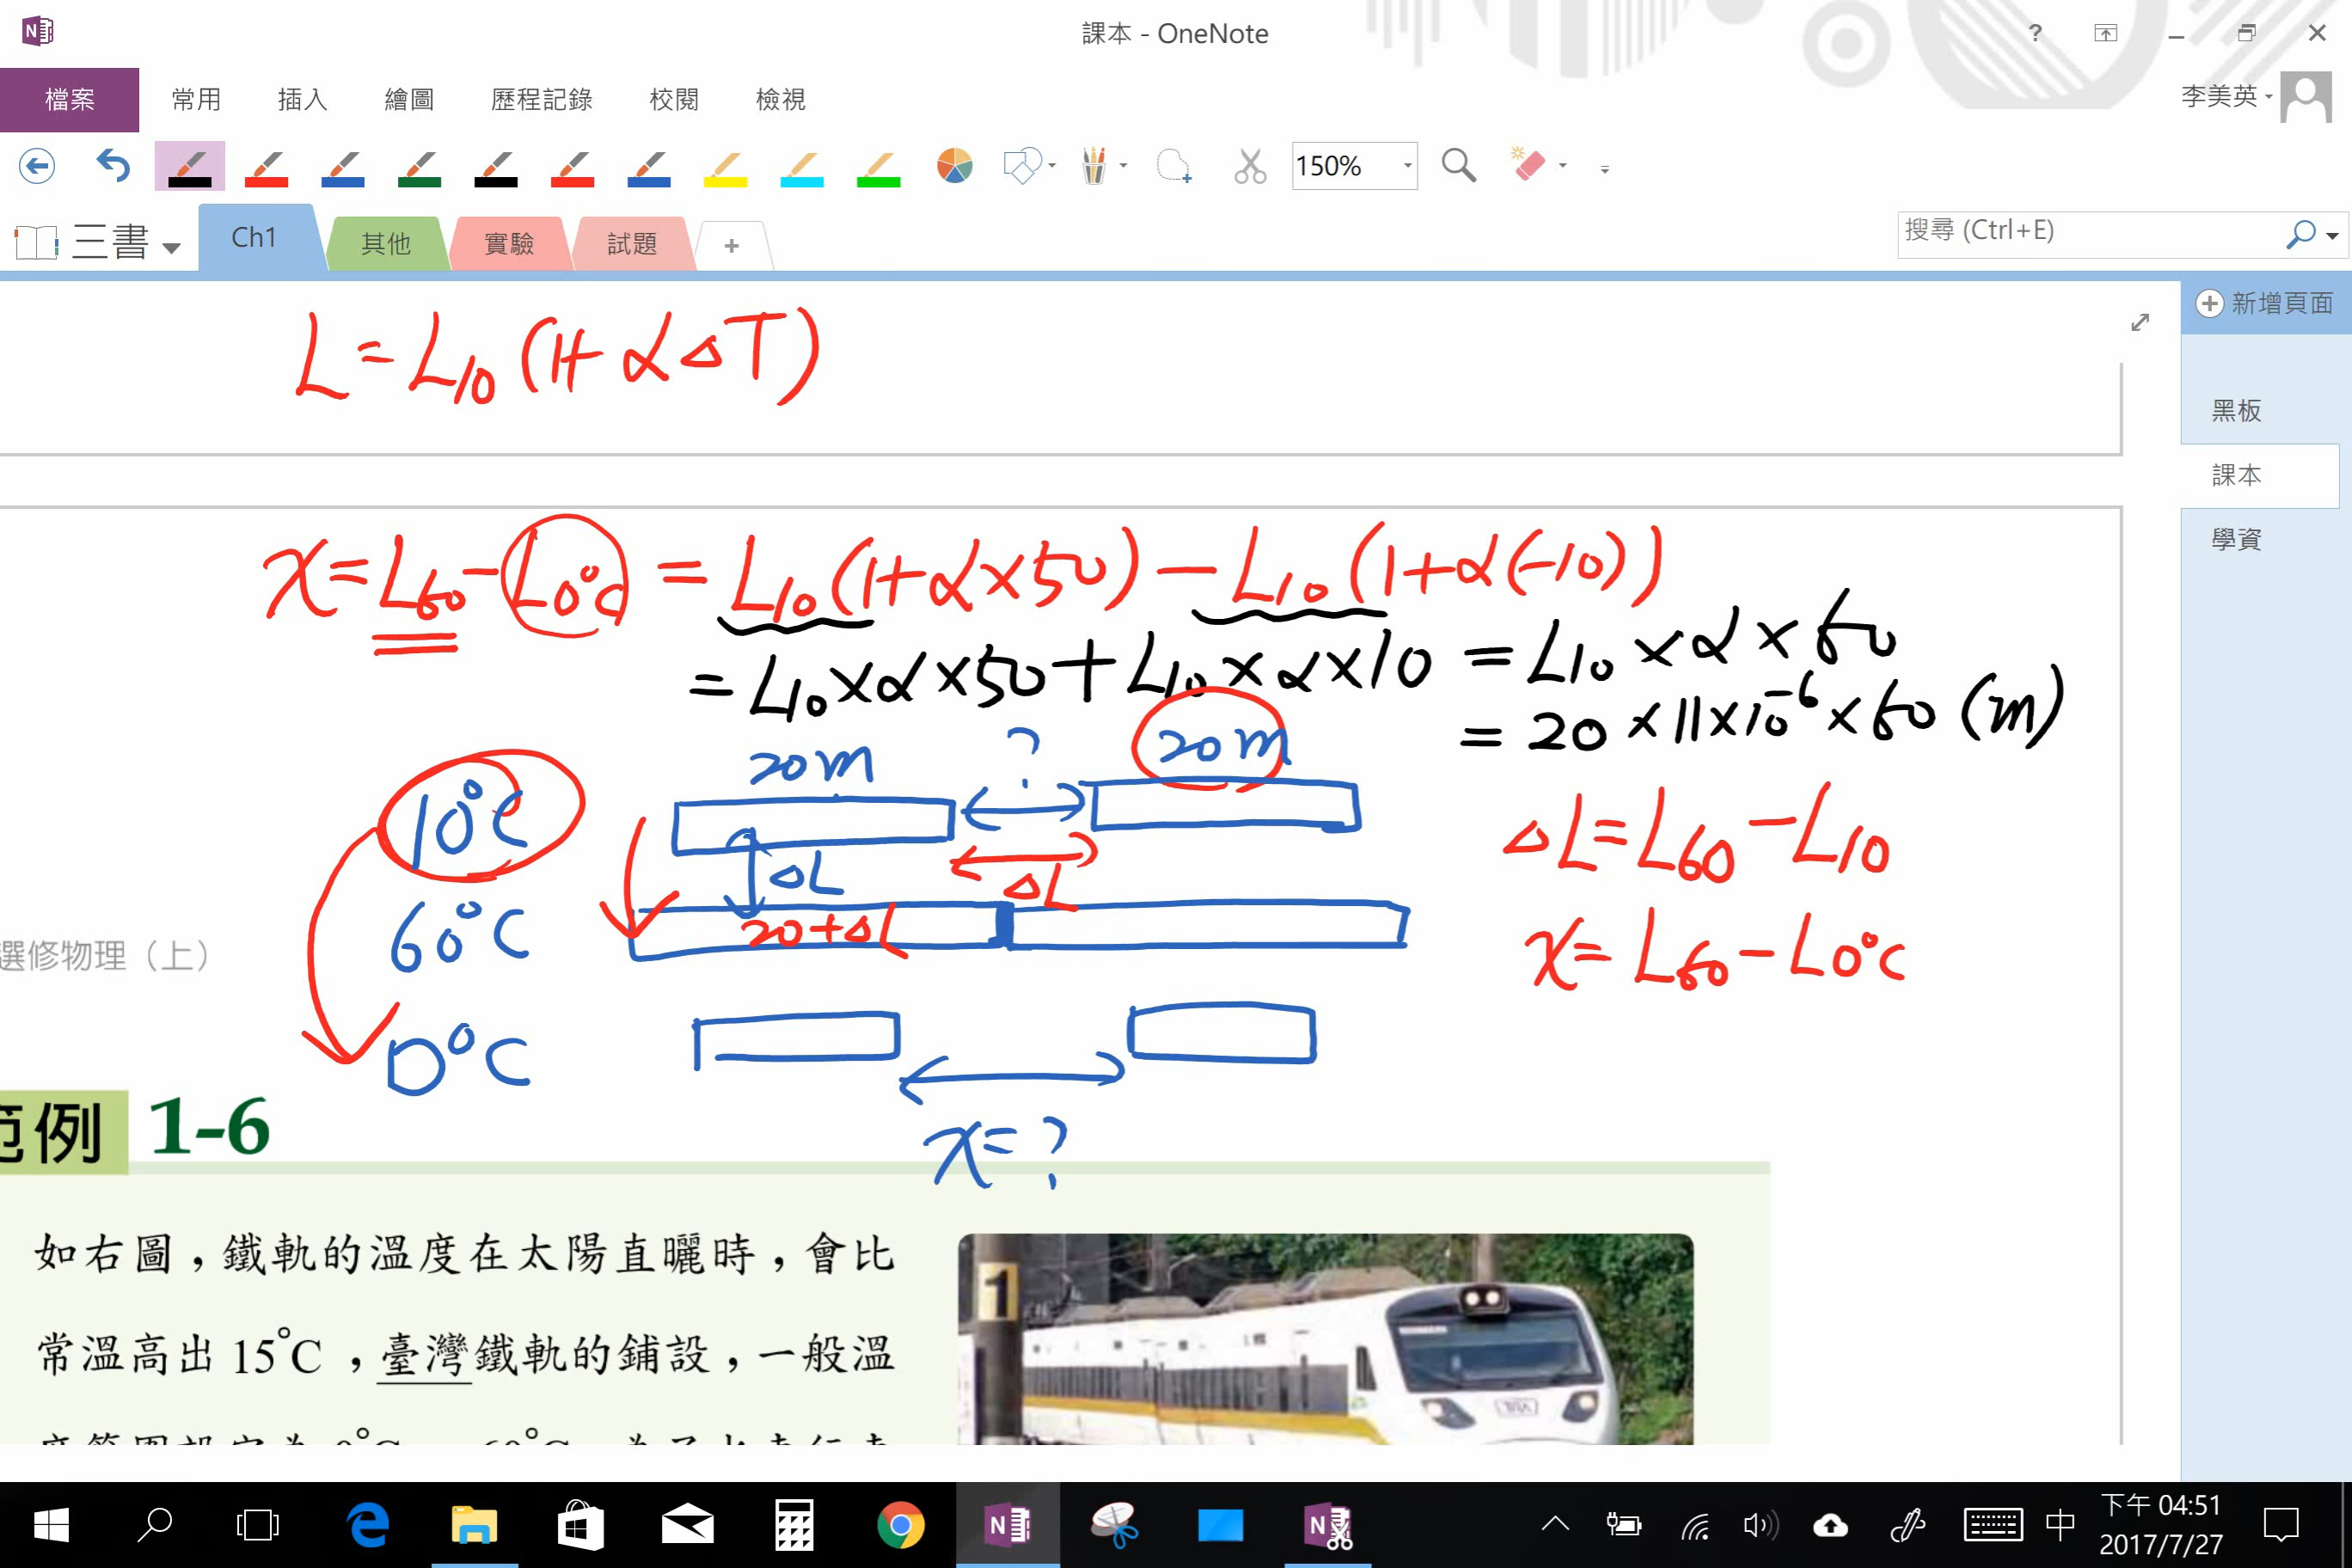 課本 - OneNote
?
檔案 常用 插入 繪圖 歷程記錄 校閱 檢視
李美英
150%
三書 Ch1 其他 實驗 試題 +
搜尋 (Ctrl+E)
新增頁面
黑板
課本
學資
L=L₁₀(1+α△T)
x=L₆₀-L₀°c = L₁₀(1+α×50)-L₁₀(1+α(-10))
=L₁₀×α×50+L₁₀×α×10 =L₁₀×α×60
=20×11×10⁻⁶×60(m)
20m ? 20m
10°C
△L △L
△L=L₆₀-L₁₀
60°C 20+△L
x=L₆₀-L0°c
選修物理（上）
0°C
x=?
範例 1-6
如右圖，鐵軌的溫度在太陽直曬時，會比
常溫高出 15°C，臺灣鐵軌的鋪設，一般溫
1
中
下午 04:51
2017/7/27